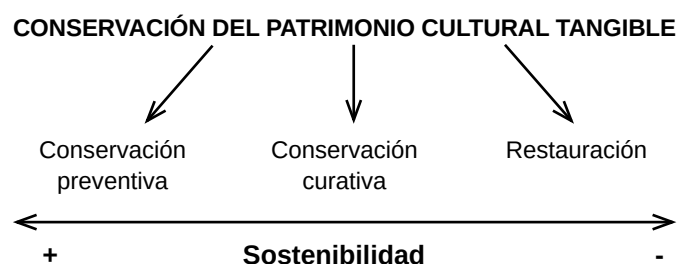 CONSERVACIÓN DEL PATRIMONIO CULTURAL TANGIBLE
Conservación
preventiva
Conservación
curativa
Restauración
+ Sostenibilidad -